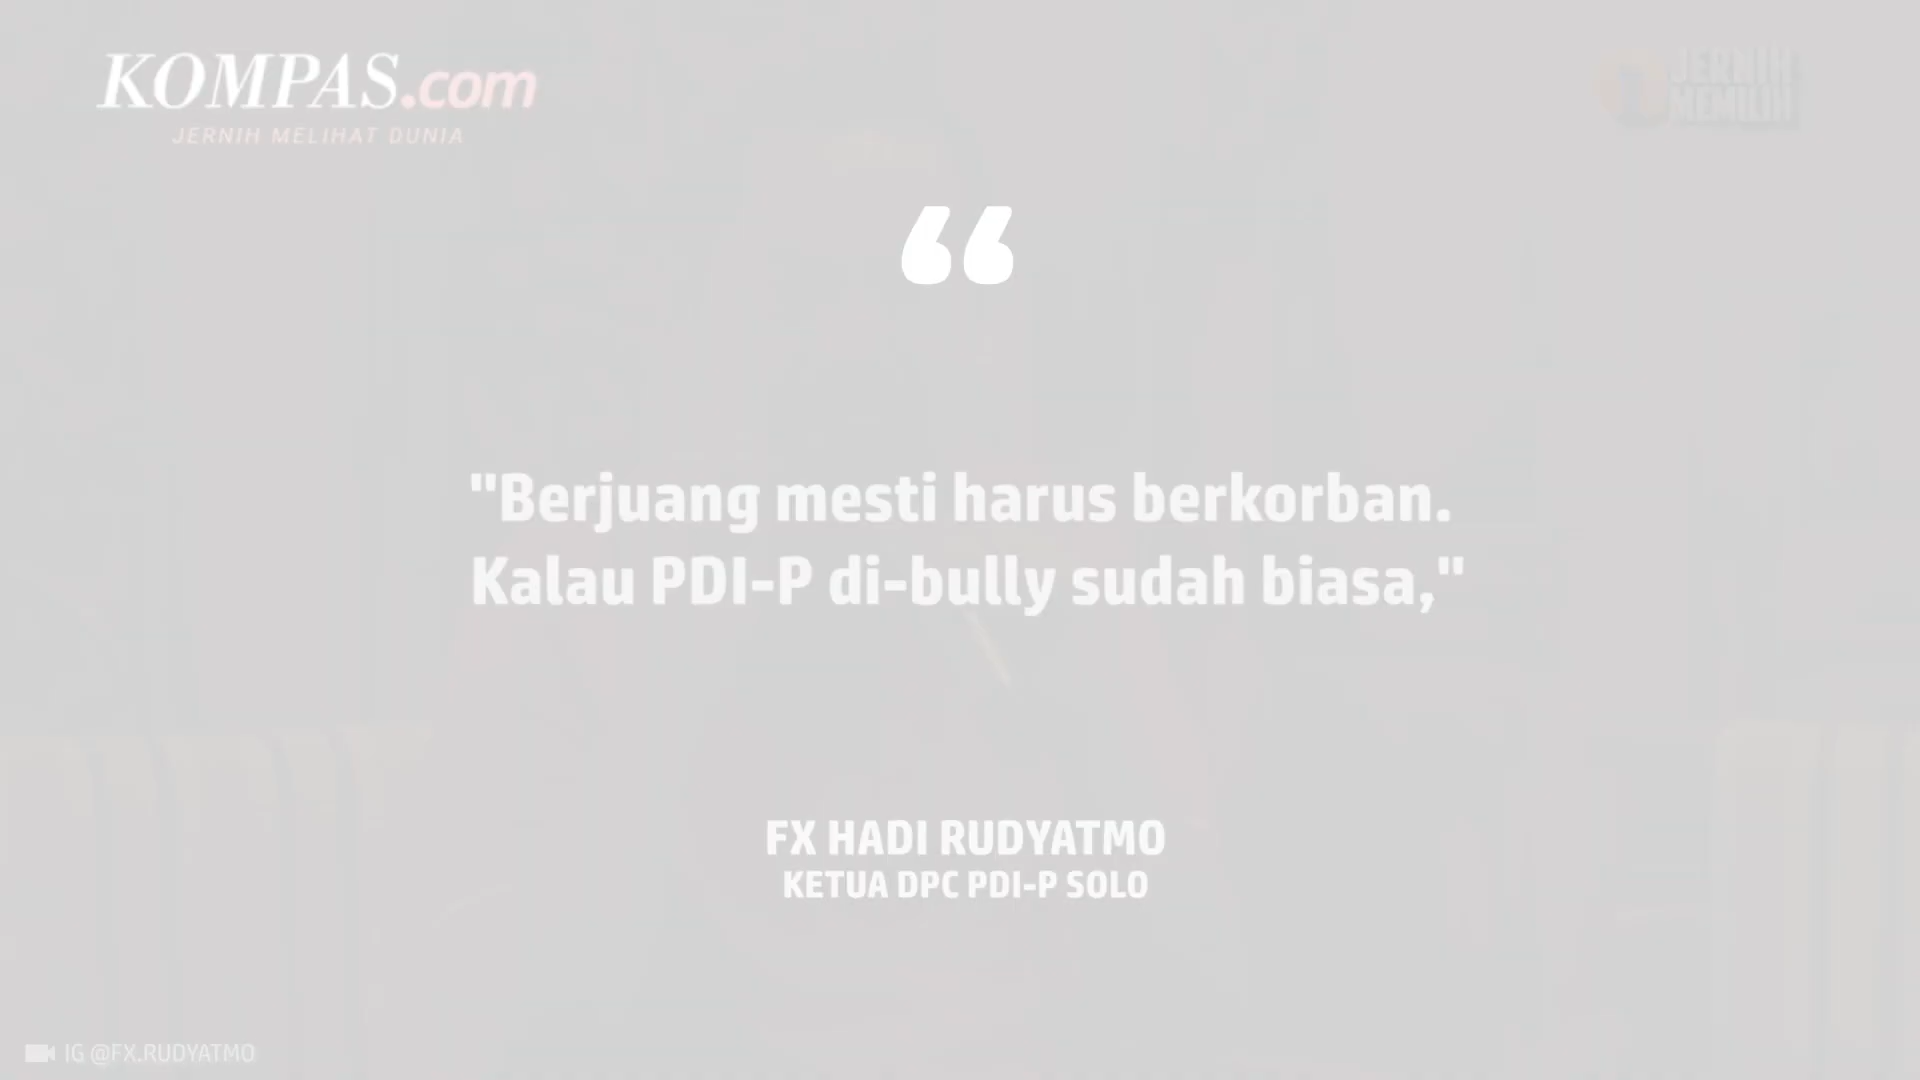 KOMPAS.com
JERNIH MELIHAT DUNIA
JERNIH
MEMILIH
“
"Berjuang mesti harus berkorban.
Kalau PDI-P di-bully sudah biasa,"
FX HADI RUDYATMO
KETUA DPC PDI-P SOLO
IG @FX.RUDYATMO